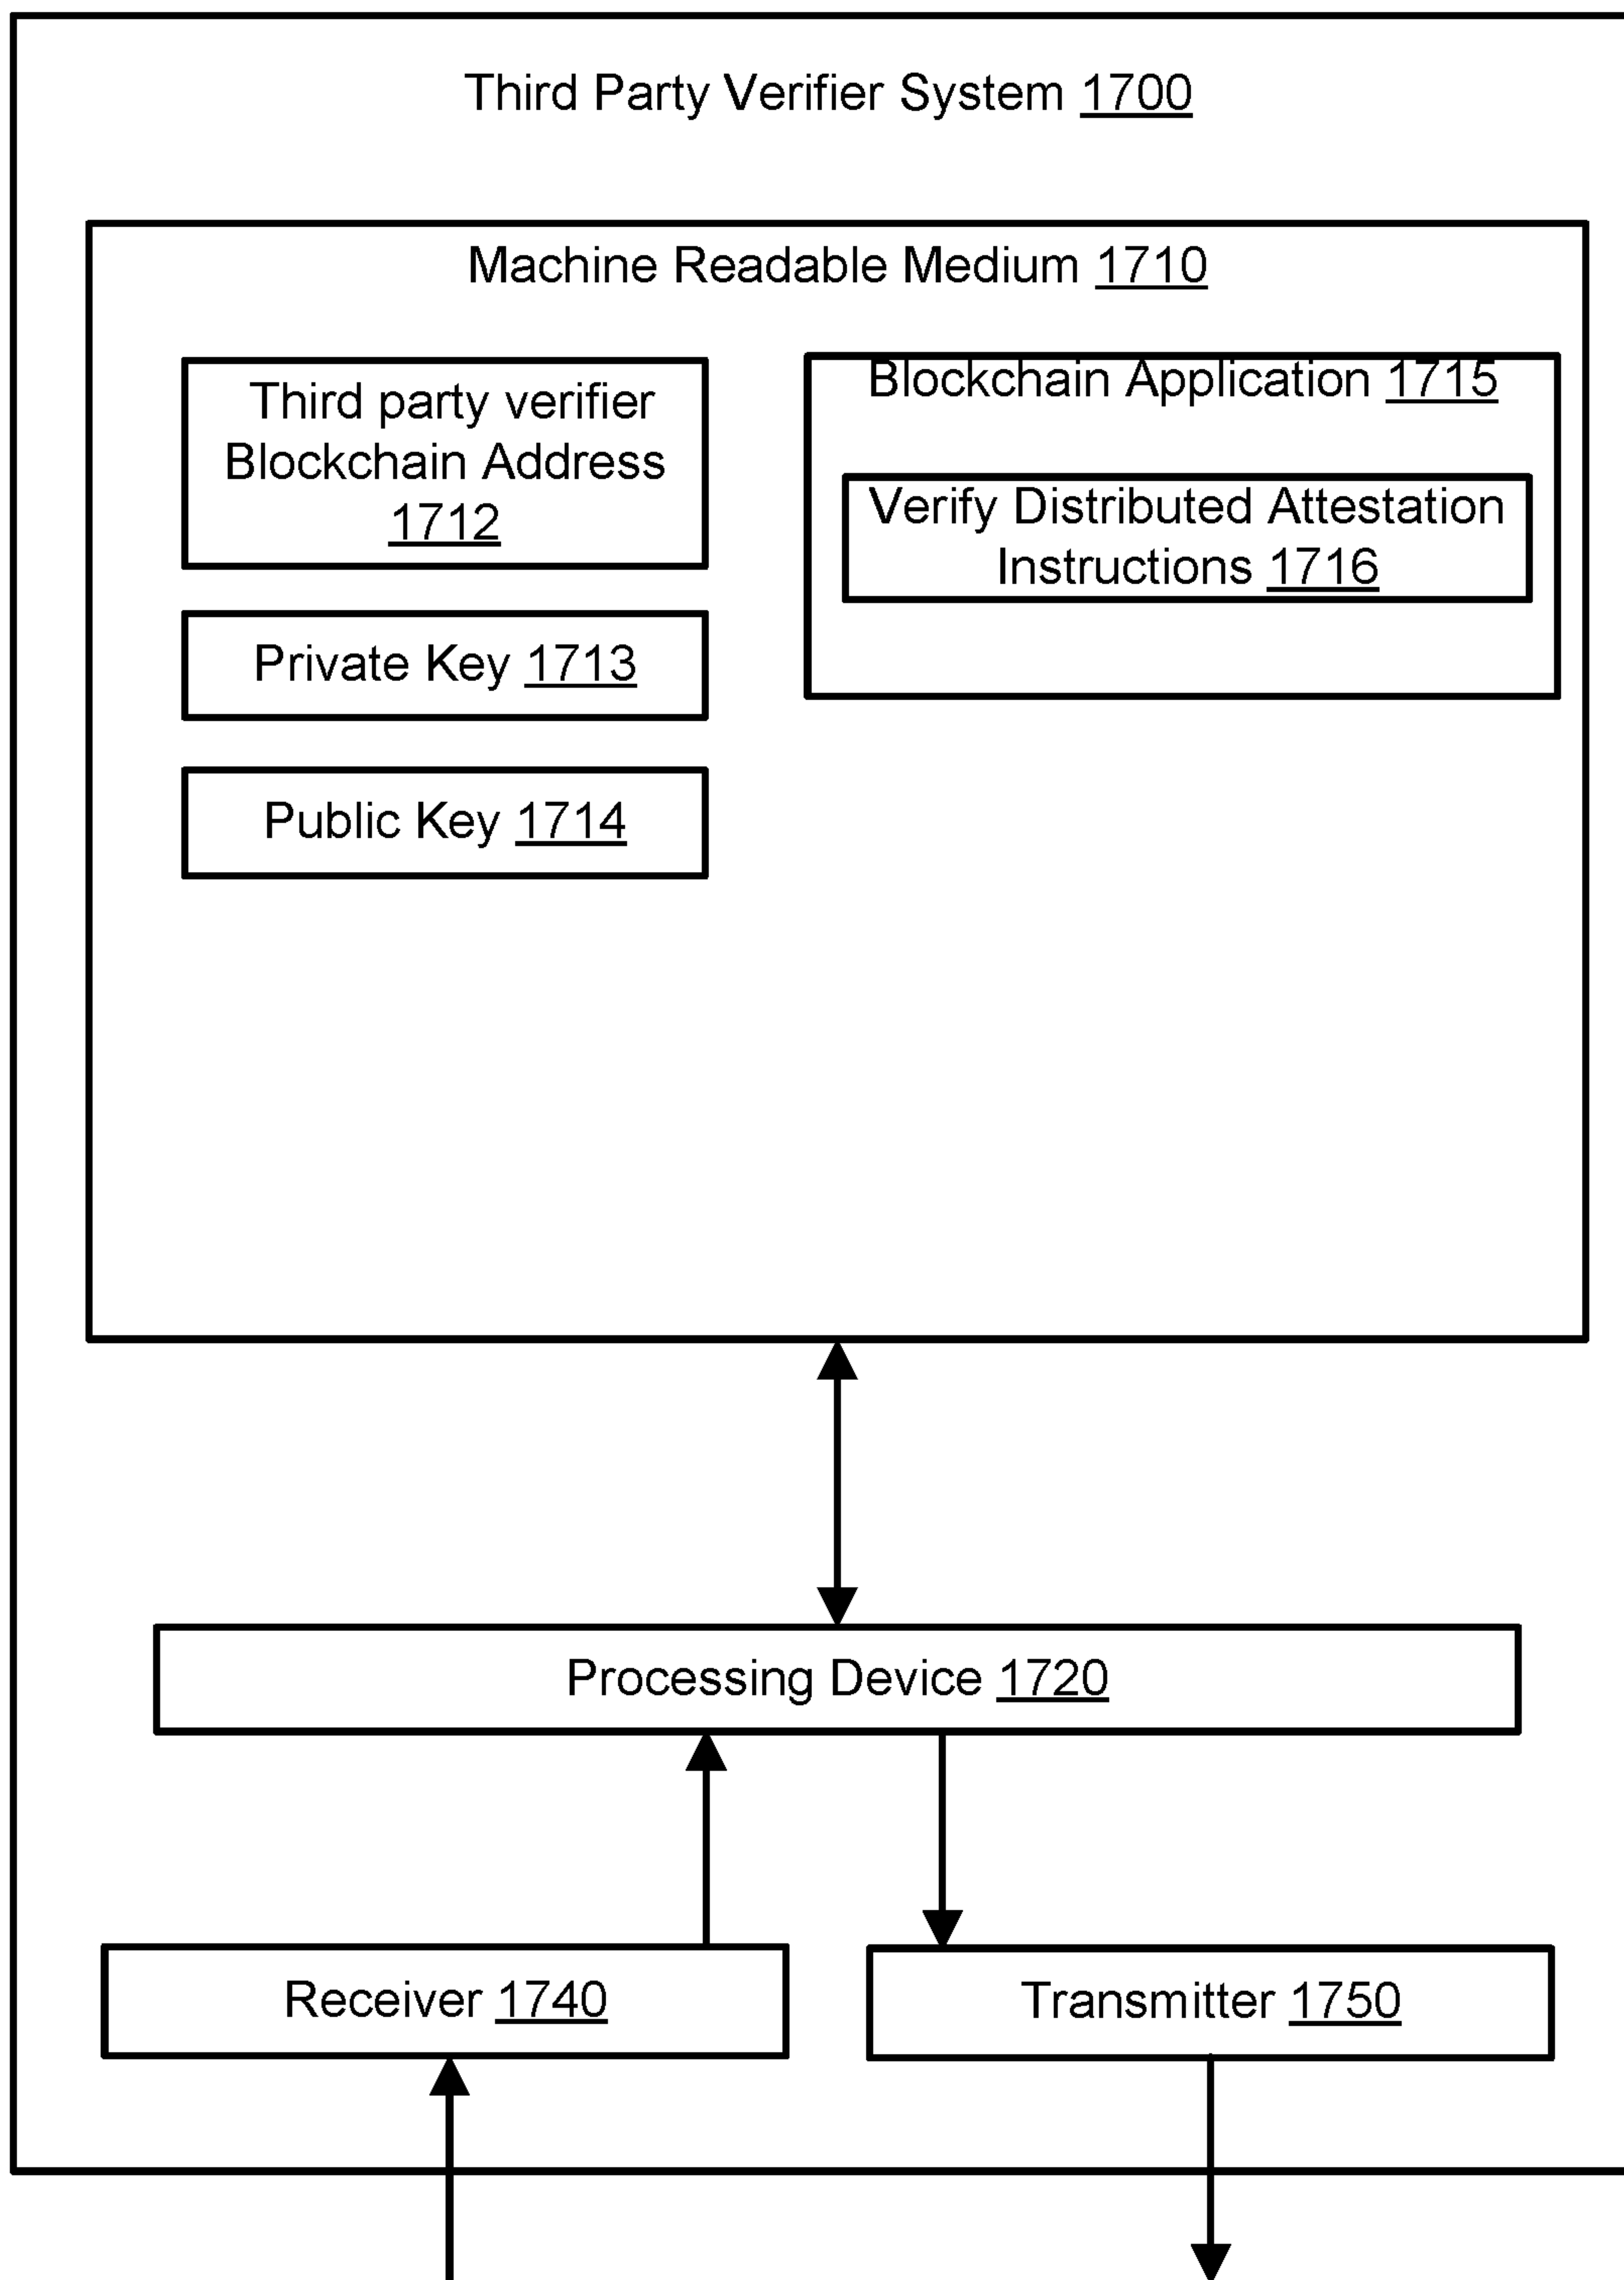 Third Party Verifier System 1700
Machine Readable Medium 1710
Third party verifier
Blockchain Address
1712
Private Key 1713
Public Key 1714
Blockchain Application 1715
Verify Distributed Attestation
Instructions 1716
Processing Device 1720
Receiver 1740
Transmitter 1750